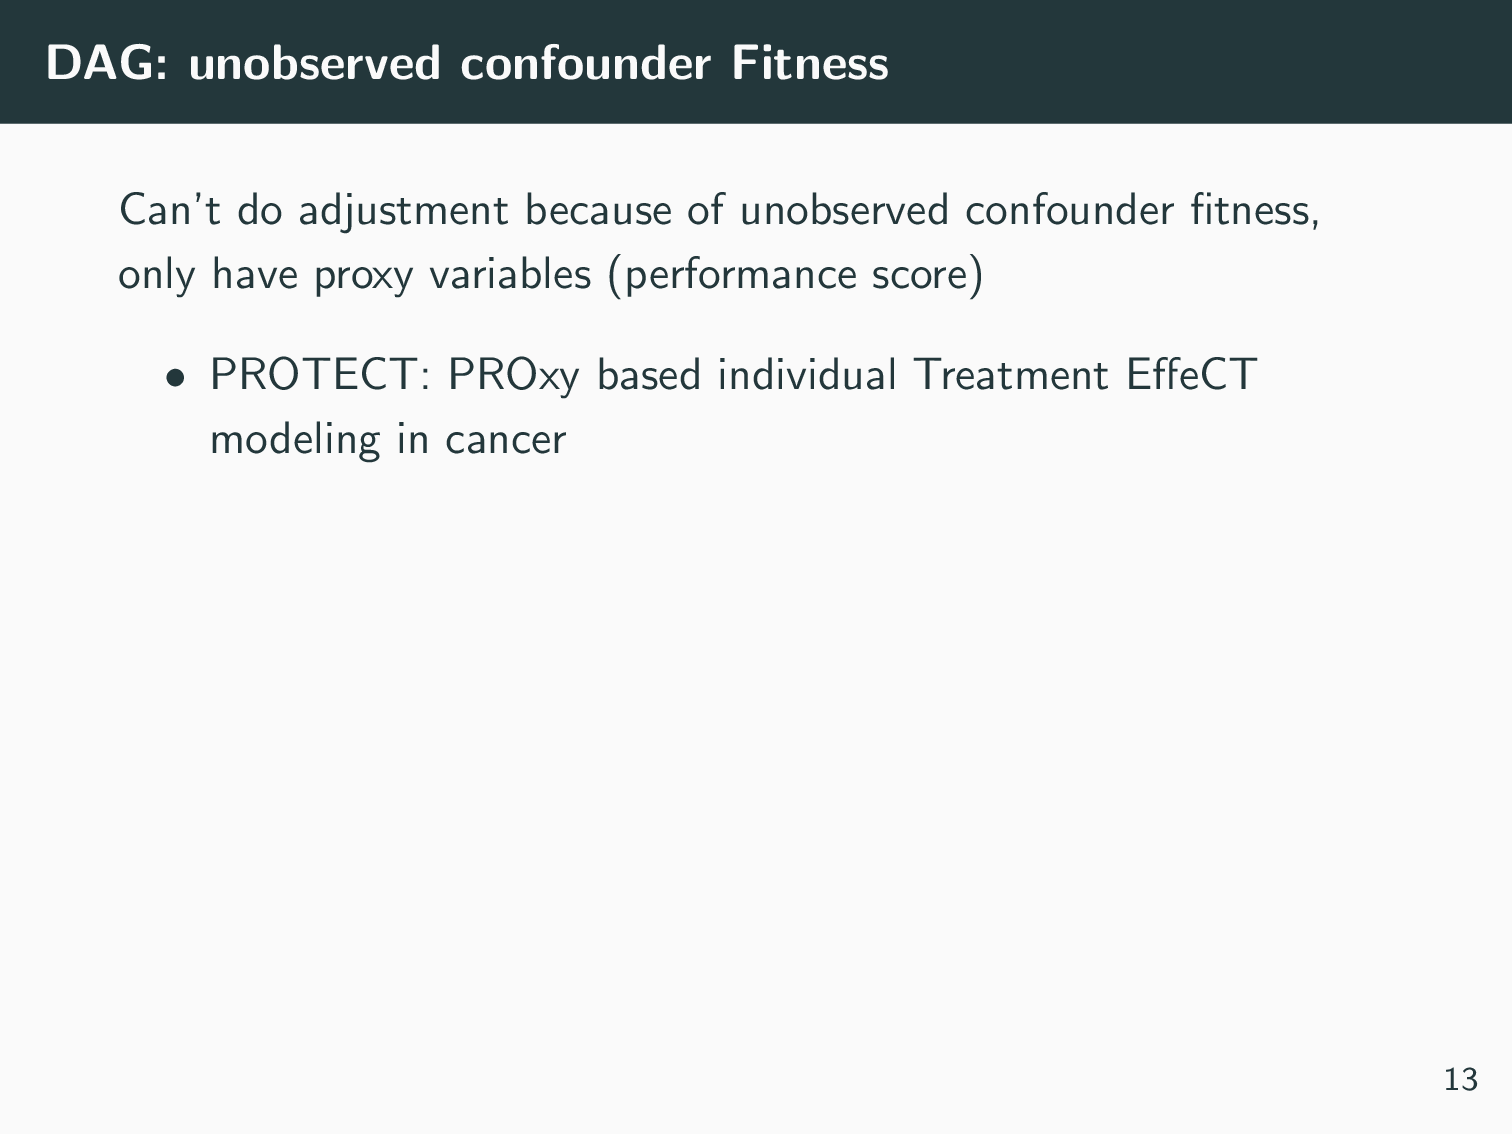 DAG: unobserved confounder Fitness
Can’t do adjustment because of unobserved confounder fitness,
only have proxy variables (performance score)
• PROTECT: PROxy based individual Treatment EffeCT
modeling in cancer
13